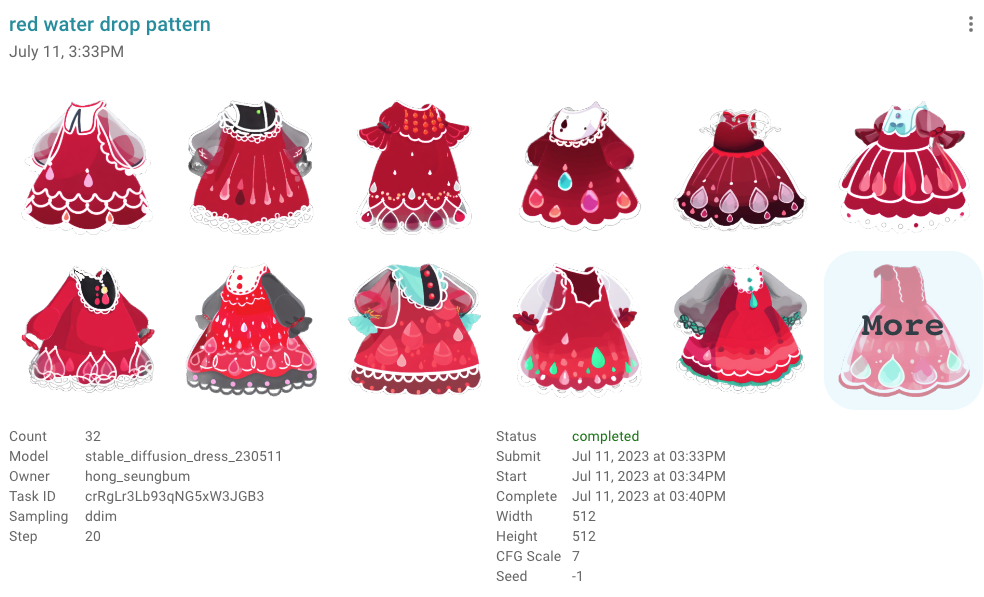 red water drop pattern
July 11, 3:33PM
More
Count 32
Model stable_diffusion_dress_230511
Owner hong_seungbum
Task ID crRgLr3Lb93qNG5xW3JGB3
Sampling ddim
Step 20
Status completed
Submit Jul 11, 2023 at 03:33PM
Start Jul 11, 2023 at 03:34PM
Complete Jul 11, 2023 at 03:40PM
Width 512
Height 512
CFG Scale 7
Seed -1